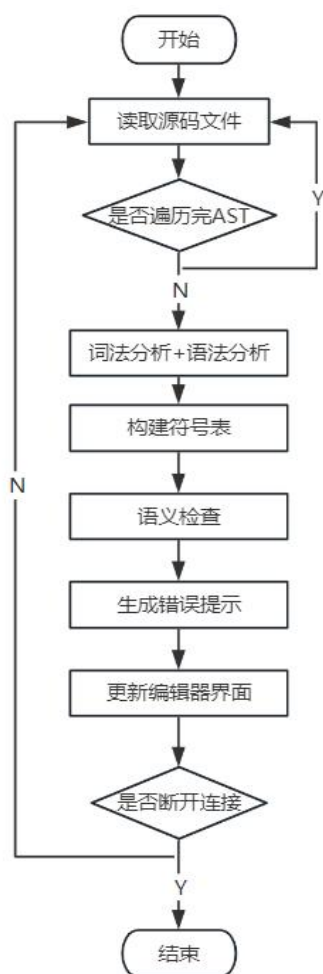 开始
读取源码文件
是否遍历完AST
Y
N
词法分析+语法分析
构建符号表
N
语义检查
生成错误提示
更新编辑器界面
是否断开连接
Y
结束